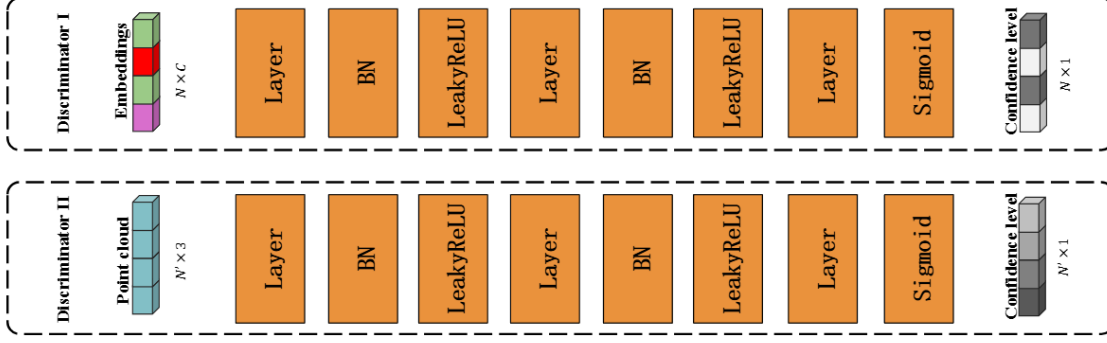 Discriminator I
Embeddings
N×C
Layer
BN
LeakyReLU
Layer
BN
LeakyReLU
Layer
Sigmoid
Confidence level
N×1
Discriminator II
Point cloud
N'×3
Layer
BN
LeakyReLU
Layer
BN
LeakyReLU
Layer
Sigmoid
Confidence level
N'×1